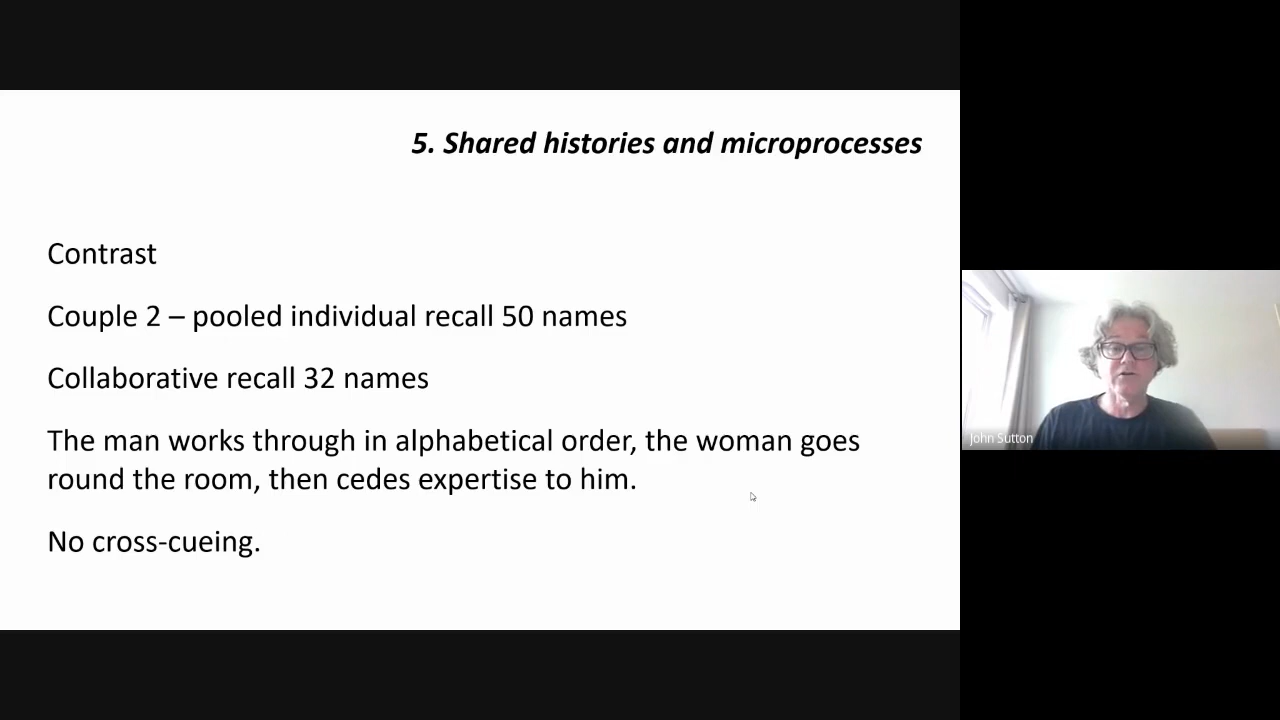 5. Shared histories and microprocesses
Contrast
Couple 2 – pooled individual recall 50 names
Collaborative recall 32 names
The man works through in alphabetical order, the woman goes
round the room, then cedes expertise to him.
No cross-cueing.
John Sutton